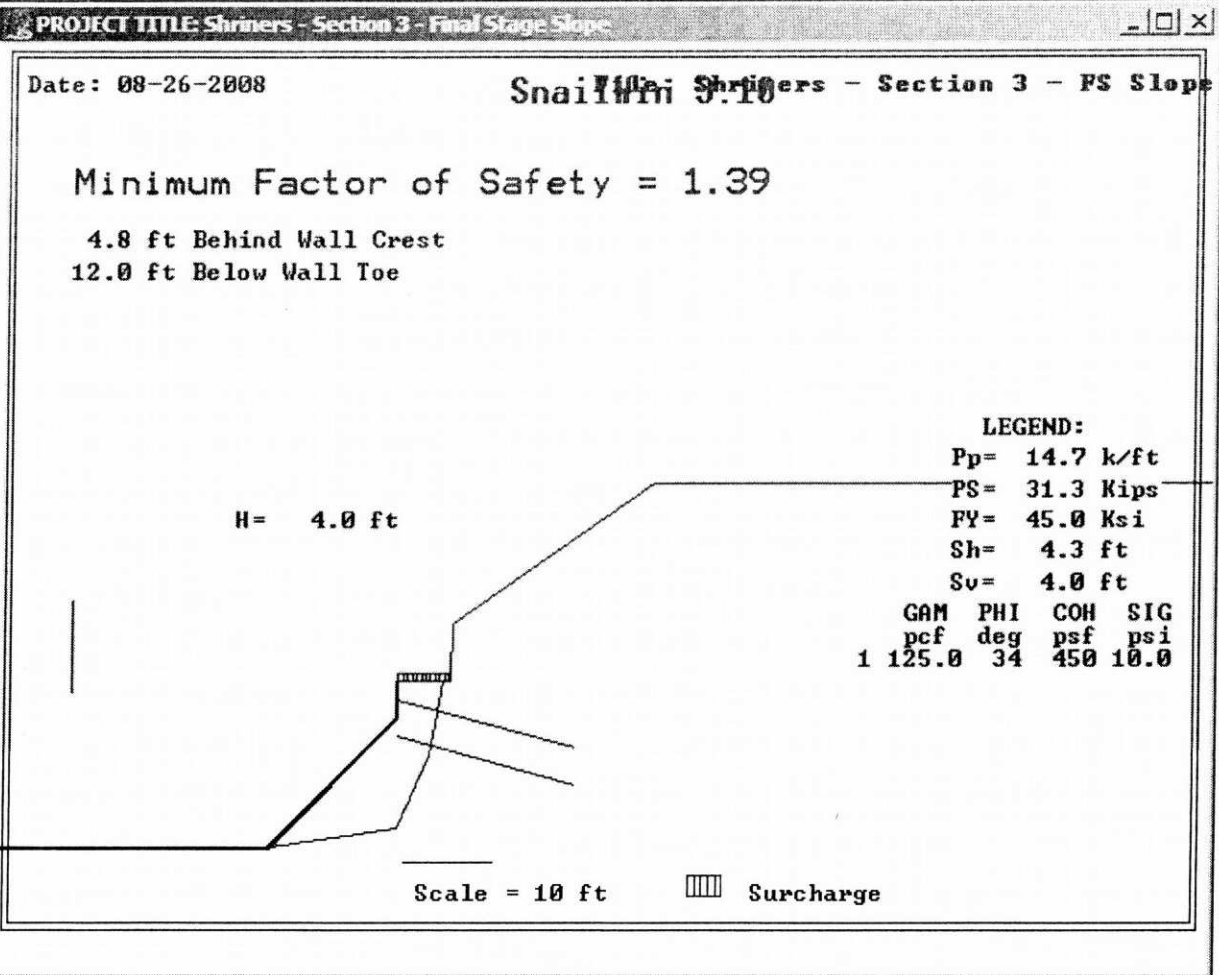 PROJECT TITLE: Shriners - Section 3 - Final Stage Slope
Date: 08-26-2008
File: Shriners - Section 3 - FS Slope
Minimum Factor of Safety = 1.39
4.8 ft Behind Wall Crest
12.0 ft Below Wall Toe
LEGEND:
Pp= 14.7 k/ft
PS= 31.3 Kips
H= 4.0 ft
FY= 45.0 Ksi
Sh= 4.3 ft
Sv= 4.0 ft
GAM PHI COH SIG
pcf deg psf psi
1 125.0 34 450 10.0
Scale = 10 ft
Surcharge